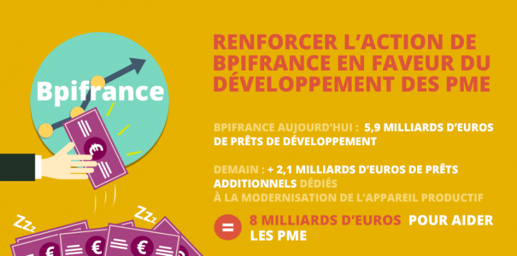 RENFORCER L'ACTION DE
BPIFRANCE EN FAVEUR DU
DÉVELOPPEMENT DES PME
Bpifrance
BPIFRANCE AUJOURD'HUI : 5,9 MILLIARDS D'EUROS
DE PRÊTS DE DÉVELOPPEMENT
DEMAIN : + 2,1 MILLIARDS D'EUROS DE PRÊTS
ADDITIONNELS DÉDIÉS
À LA MODERNISATION DE L'APPAREIL PRODUCTIF
= 8 MILLIARDS D'EUROS POUR AIDER
LES PME
€
ZZZ
ZZZ
€ € €